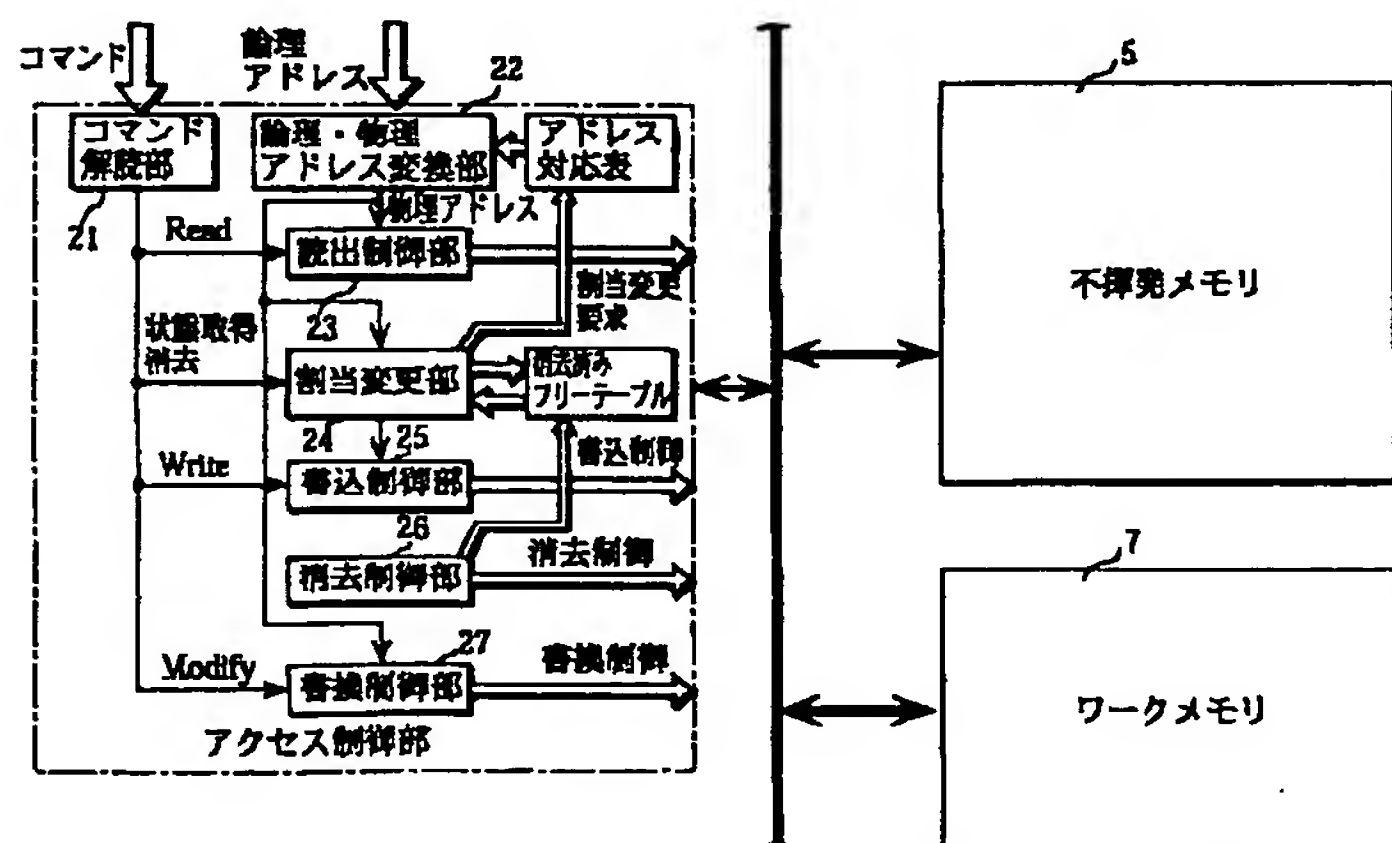 コマンド
論理
アドレス
22
5
コマンド
解読部
論理・物理
アドレス変換部
アドレス
対応表
21
物理アドレス
Read
読出制御部
23
割当変更
要求
不揮発メモリ
状態取得
消去
割当変更部
消去済み
フリーテーブル
24
25
書込制御
Write
書込制御部
26
消去制御
消去制御部
7
27
Modify
書換制御部
書換制御
ワークメモリ
アクセス制御部